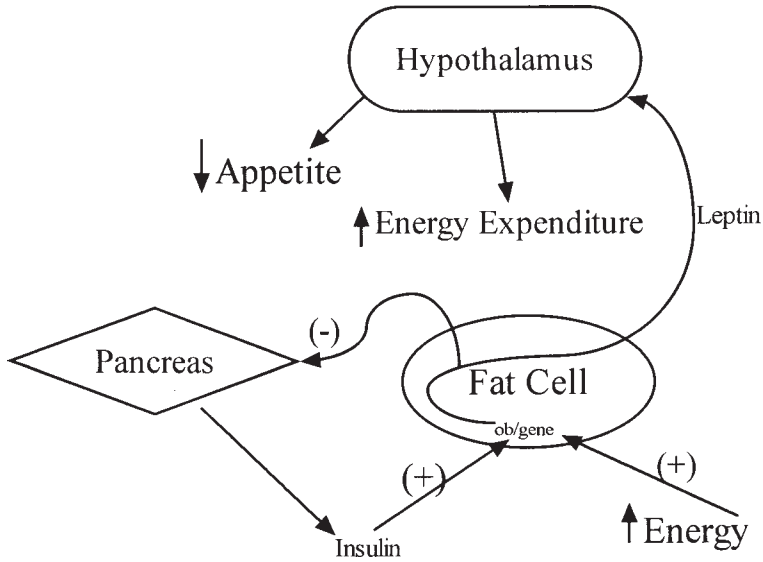 Hypothalamus
↓ Appetite
↑ Energy Expenditure
Leptin
(-)
Pancreas
Fat Cell
ob/gene
(+)
(+)
Insulin
↑ Energy